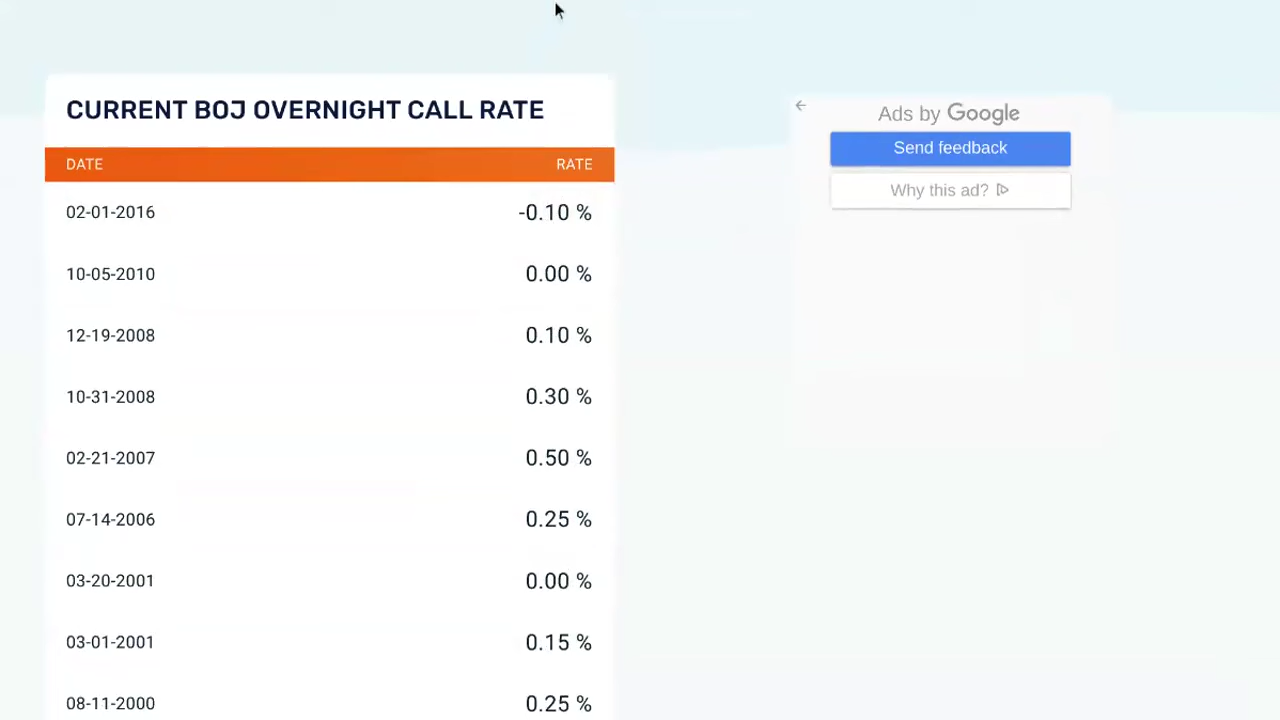 CURRENT BOJ OVERNIGHT CALL RATE
DATE RATE
02-01-2016 -0.10 %
10-05-2010 0.00 %
12-19-2008 0.10 %
10-31-2008 0.30 %
02-21-2007 0.50 %
07-14-2006 0.25 %
03-20-2001 0.00 %
03-01-2001 0.15 %
08-11-2000 0.25 %
Ads by Google
Send feedback
Why this ad?